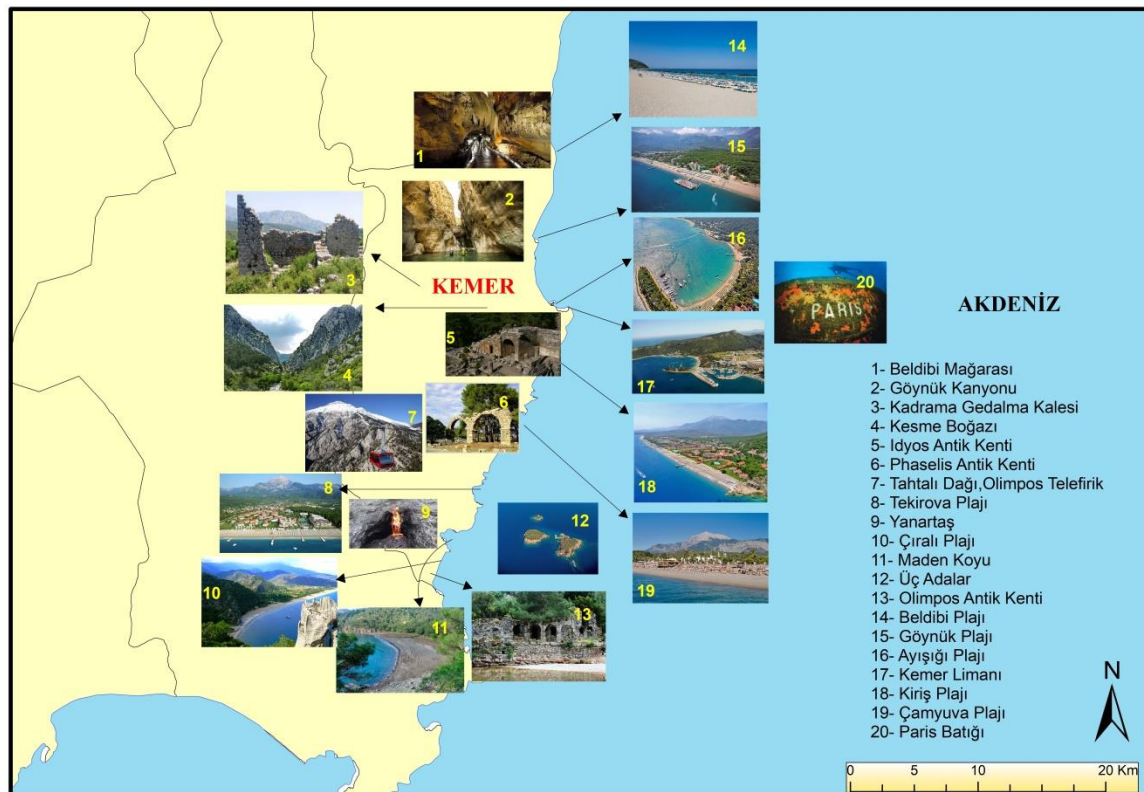 14
1
15
2
16
KEMER
3
20
PARIS
AKDENİZ
5
4
17
6
7
18
8
9
12
19
10
11
13
1- Beldibi Mağarası
2- Göynük Kanyonu
3- Kadrama Gedalma Kalesi
4- Kesme Boğazı
5- Idyos Antik Kenti
6- Phaselis Antik Kenti
7- Tahtalı Dağı,Olimpos Telefirik
8- Tekirova Plajı
9- Yanartaş
10- Çıralı Plajı
11- Maden Koyu
12- Üç Adalar
13- Olimpos Antik Kenti
14- Beldibi Plajı
15- Göynük Plajı
16- Ayışığı Plajı
17- Kemer Limanı
18- Kiriş Plajı
19- Çamyuva Plajı
20- Paris Batığı
N
0 5 10 20 Km